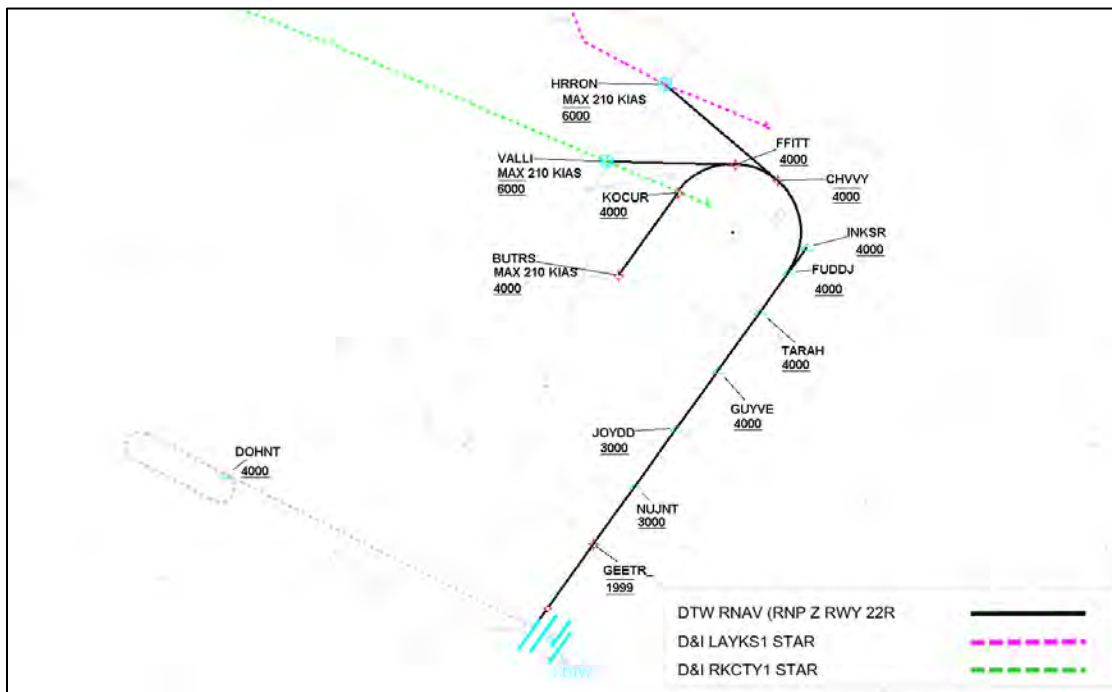 HRRON
MAX 210 KIAS
6000
FFITT
4000
VALLI
MAX 210 KIAS
6000
CHVVY
4000
KOCUR
4000
INKSR
4000
BUTRS
MAX 210 KIAS
4000
FUDDJ
4000
TARAH
4000
GUYVE
4000
JOYDD
3000
DOHNT
4000
NUJNT
3000
GEETR_
1999
DTW RNAV (RNP Z RWY 22R
D&I LAYKS1 STAR
D&I RKCTY1 STAR